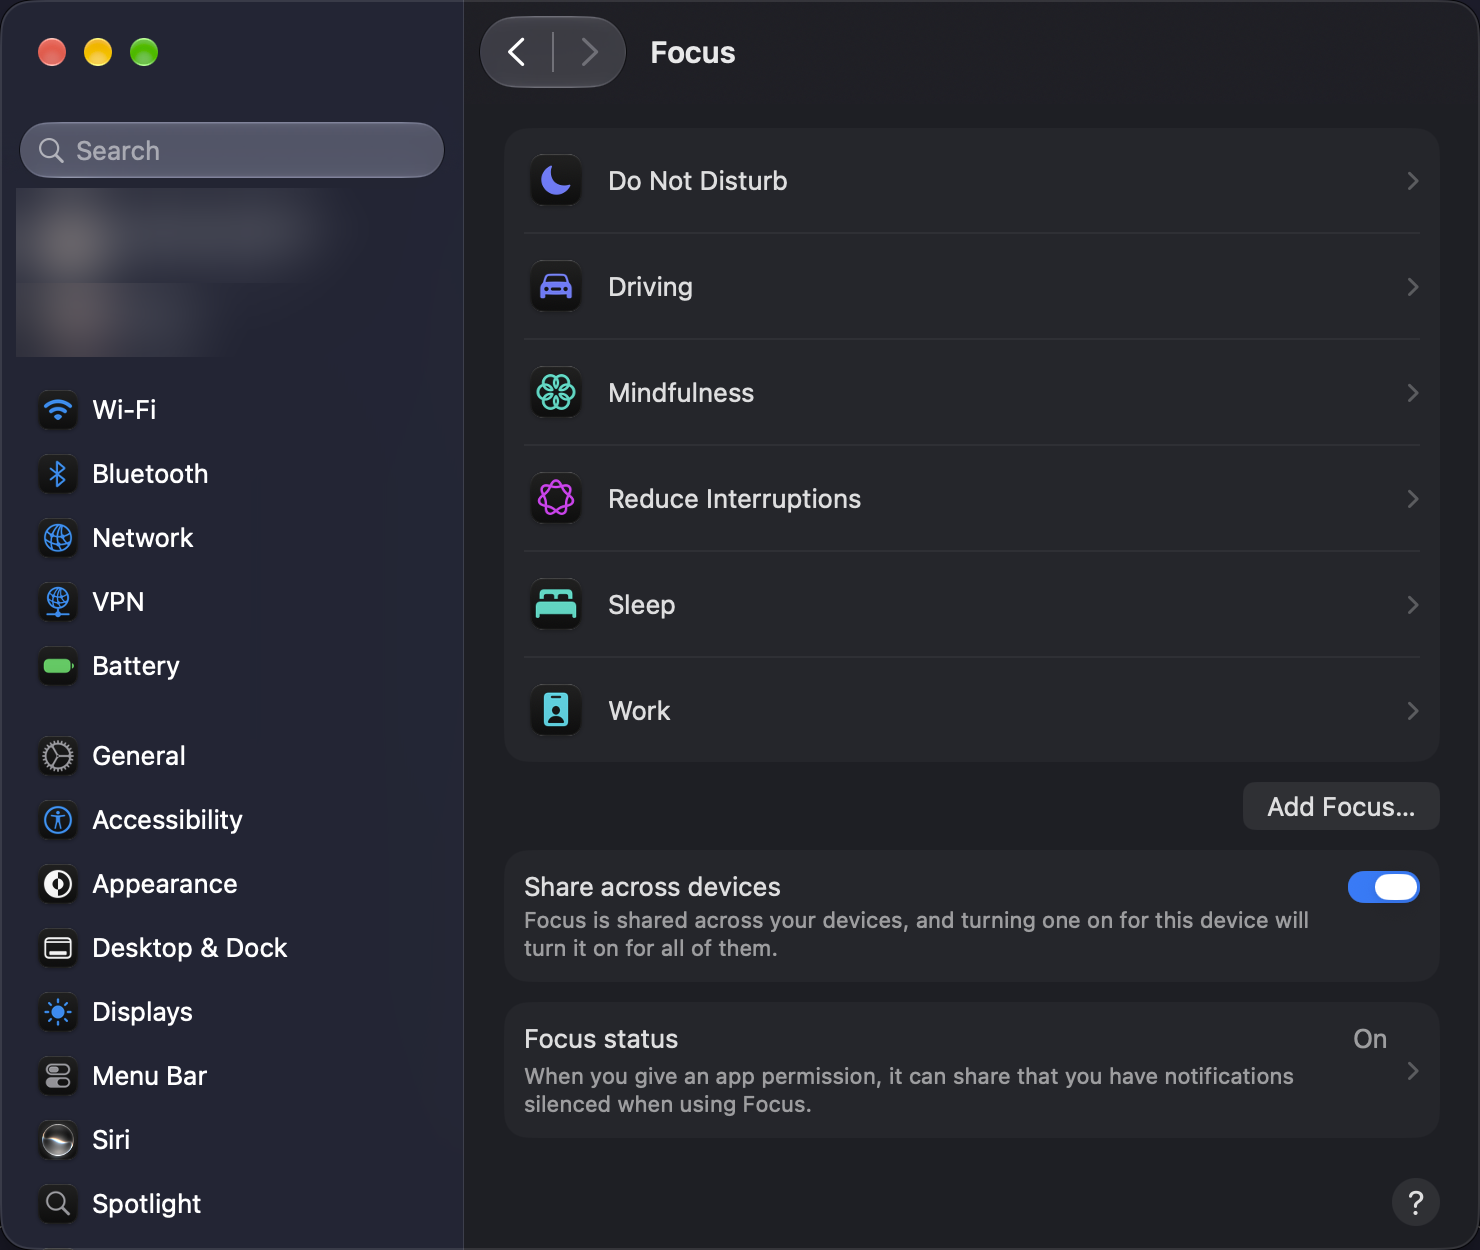 Focus
Search
Wi-Fi
Bluetooth
Network
VPN
Battery
General
Accessibility
Appearance
Desktop & Dock
Displays
Menu Bar
Siri
Spotlight
Do Not Disturb
Driving
Mindfulness
Reduce Interruptions
Sleep
Work
Add Focus...
Share across devices
Focus is shared across your devices, and turning one on for this device will
turn it on for all of them.
Focus status
On
When you give an app permission, it can share that you have notifications
silenced when using Focus.
?